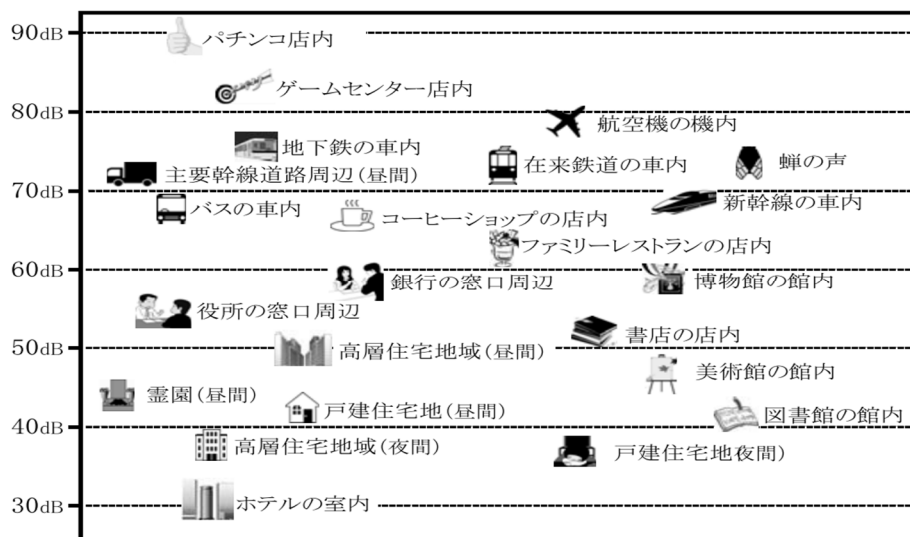 90dB
パチンコ店内
ゲームセンター店内
80dB
航空機の機内
地下鉄の車内
在来鉄道の車内
蝉の声
主要幹線道路周辺(昼間)
70dB
バスの車内
コーヒーショップの店内
新幹線の車内
ファミリーレストランの店内
60dB
銀行の窓口周辺
博物館の館内
役所の窓口周辺
書店の店内
50dB
高層住宅地域(昼間)
美術館の館内
霊園(昼間)
戸建住宅地(昼間)
図書館の館内
40dB
高層住宅地域(夜間)
戸建住宅地夜間)
30dB
ホテルの室内